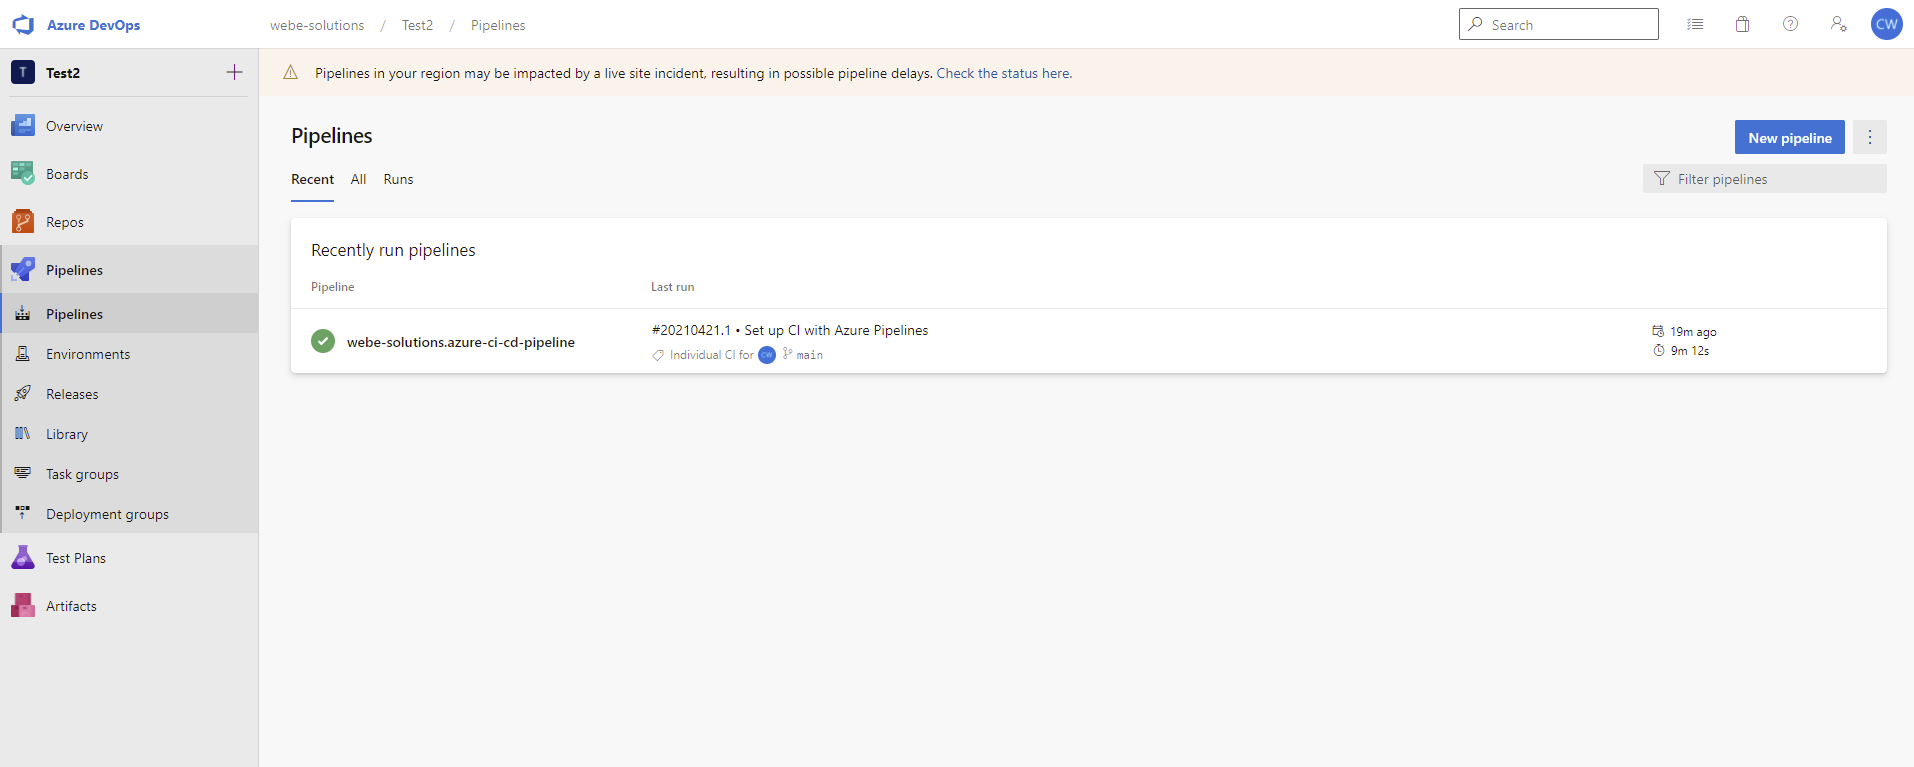 Azure DevOps
webe-solutions / Test2 / Pipelines
Search
CW
T Test2
Pipelines in your region may be impacted by a live site incident, resulting in possible pipeline delays. Check the status here.
Overview
Boards
Repos
Pipelines
Pipelines
Environments
Releases
Library
Task groups
Deployment groups
Test Plans
Artifacts
Pipelines
New pipeline
Recent All Runs
Filter pipelines
Recently run pipelines
Pipeline Last run
webe-solutions.azure-ci-cd-pipeline
#20210421.1 • Set up CI with Azure Pipelines
Individual CI for CW main
19m ago
9m 12s